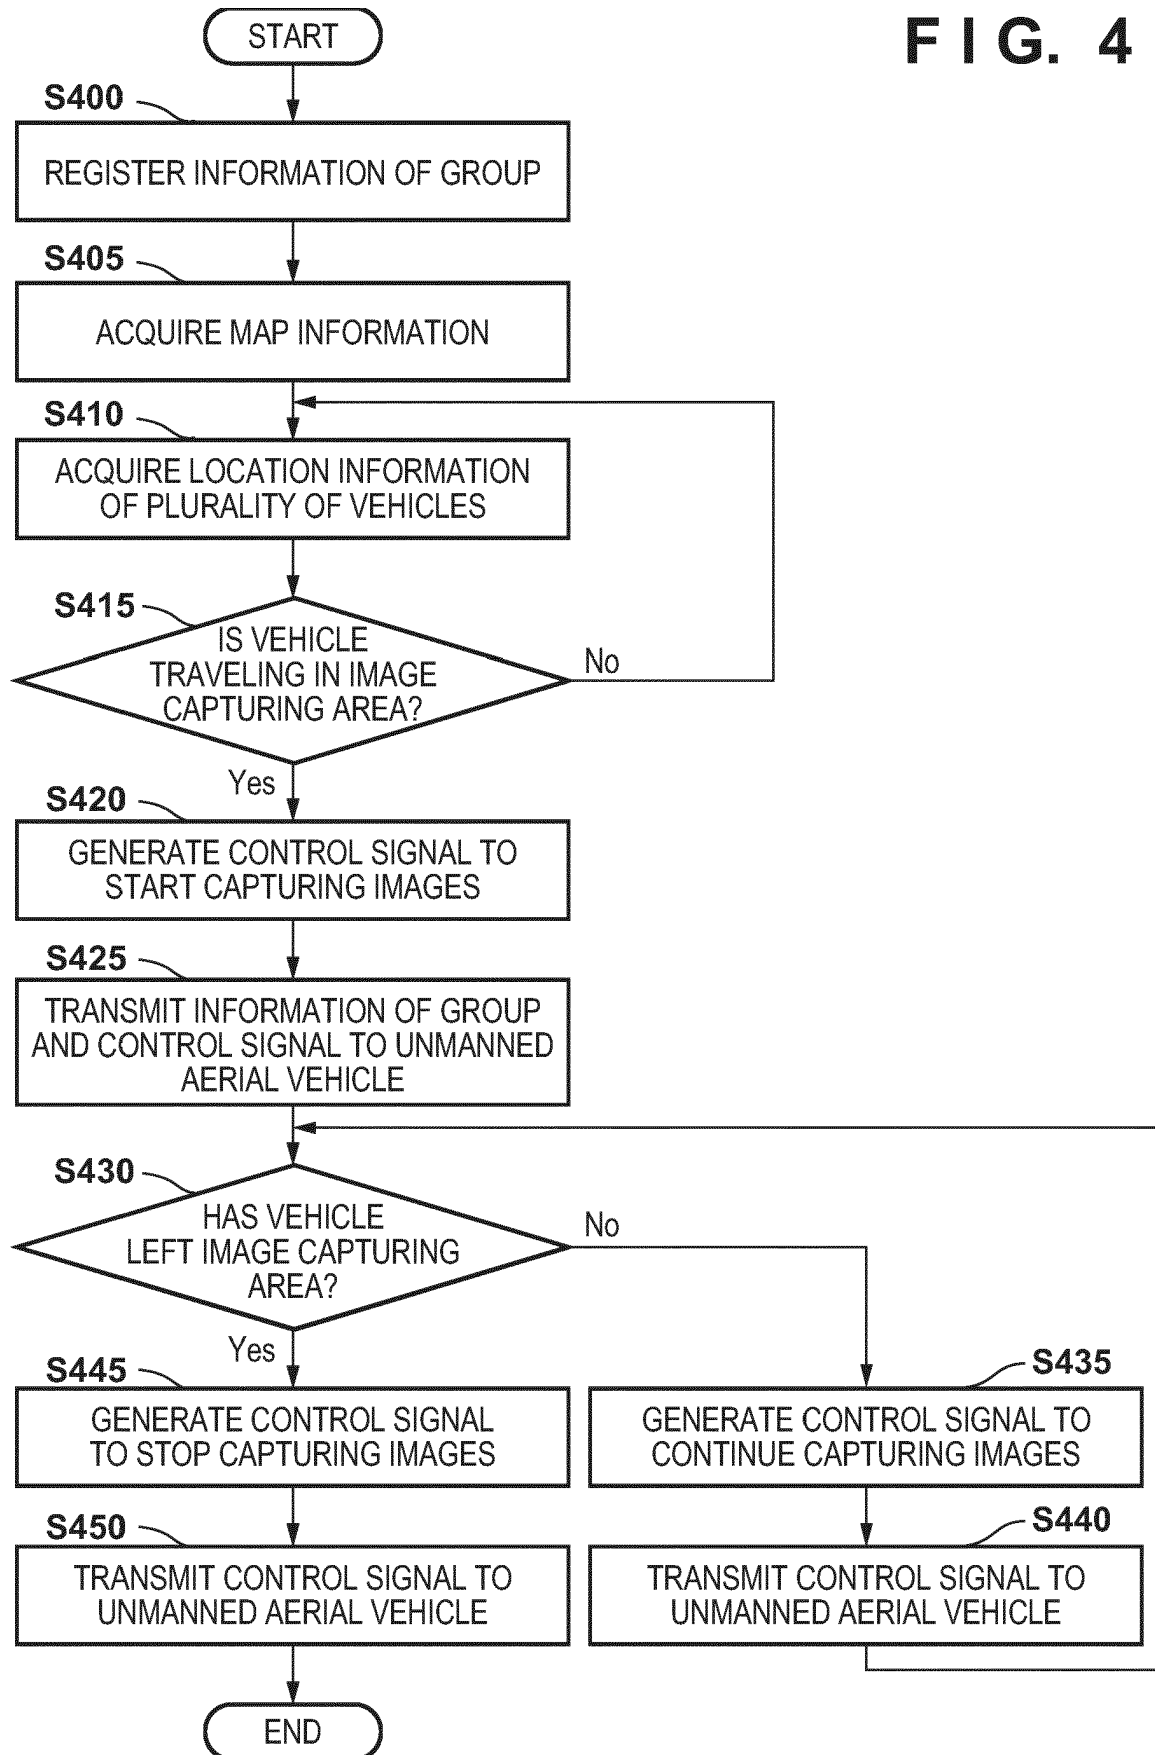 FIG. 4
START
S400
REGISTER INFORMATION OF GROUP
S405
ACQUIRE MAP INFORMATION
S410
ACQUIRE LOCATION INFORMATION
OF PLURALITY OF VEHICLES
S415
IS VEHICLE
TRAVELING IN IMAGE
CAPTURING AREA?
No
Yes
S420
GENERATE CONTROL SIGNAL TO
START CAPTURING IMAGES
S425
TRANSMIT INFORMATION OF GROUP
AND CONTROL SIGNAL TO UNMANNED
AERIAL VEHICLE
S430
HAS VEHICLE
LEFT IMAGE CAPTURING
AREA?
No
Yes
S445
GENERATE CONTROL SIGNAL
TO STOP CAPTURING IMAGES
S435
GENERATE CONTROL SIGNAL TO
CONTINUE CAPTURING IMAGES
S450
TRANSMIT CONTROL SIGNAL TO
UNMANNED AERIAL VEHICLE
S440
TRANSMIT CONTROL SIGNAL TO
UNMANNED AERIAL VEHICLE
END